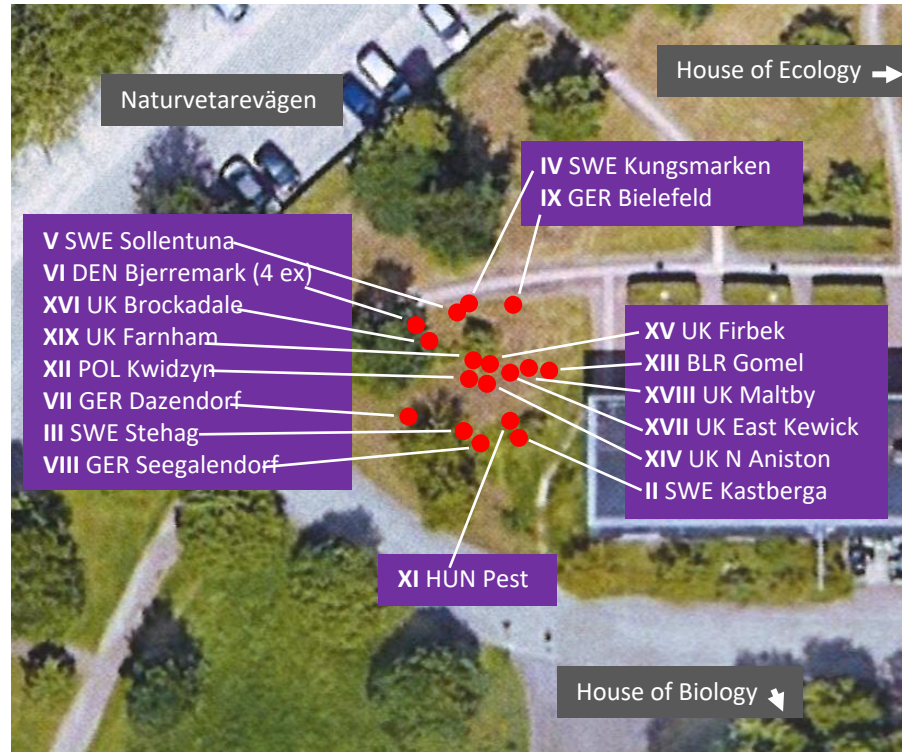 House of Ecology
Naturvetarevägen
IV SWE Kungsmarken
IX GER Bielefeld
V SWE Sollentuna
VI DEN Bjerremark (4 ex)
XVI UK Brockadale
XIX UK Farnham
XII POL Kwidzyn
VII GER Dazendorf
III SWE Stehag
VIII GER Seegalendorf
XV UK Firbek
XIII BLR Gomel
XVIII UK Maltby
XVII UK East Kewick
XIV UK N Aniston
II SWE Kastberga
XI HUN Pest
House of Biology